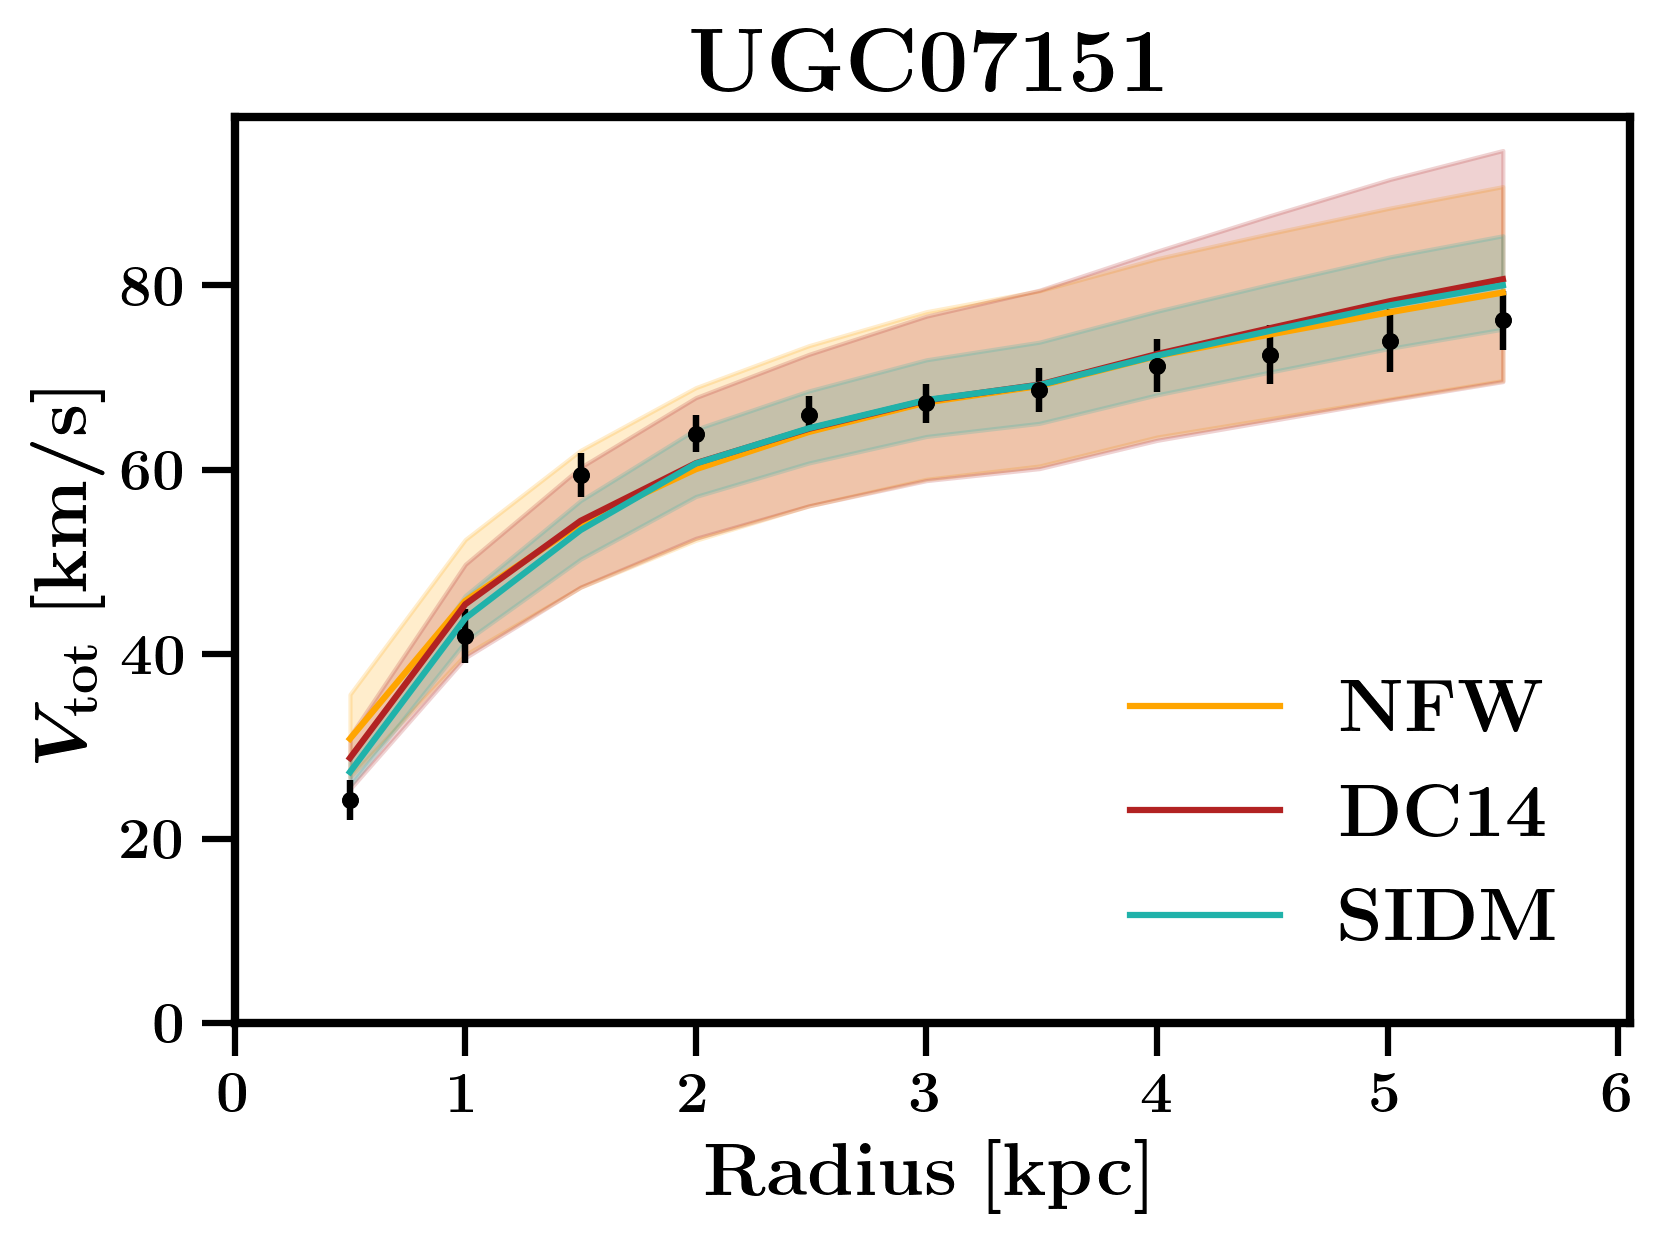 UGC07151
V_tot [km/s]
80
60
40
20
0
NFW
DC14
SIDM
0 1 2 3 4 5 6
Radius [kpc]